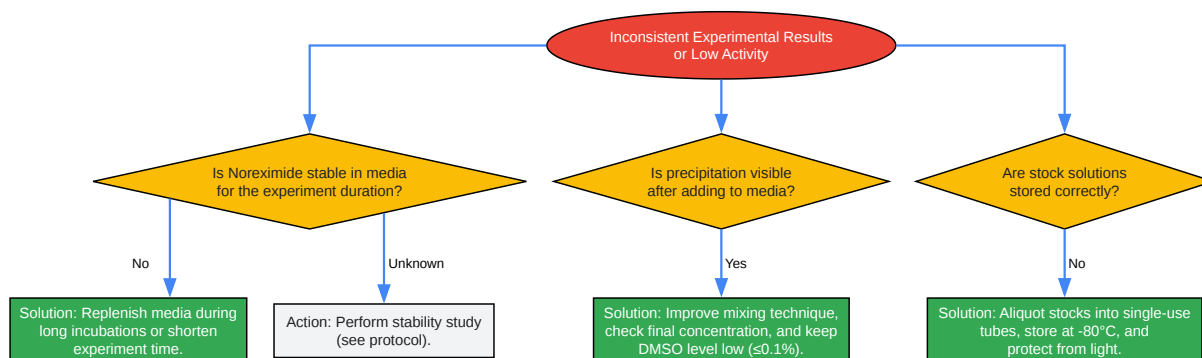 Inconsistent Experimental Results
or Low Activity
Is Noreximide stable in media
for the experiment duration?
Is precipitation visible
after adding to media?
Are stock solutions
stored correctly?
No
Unknown
Yes
No
Solution: Replenish media during
long incubations or shorten
experiment time.
Action: Perform stability study
(see protocol).
Solution: Improve mixing technique,
check final concentration, and keep
DMSO level low (≤0.1%).
Solution: Aliquot stocks into single-use
tubes, store at -80°C, and
protect from light.